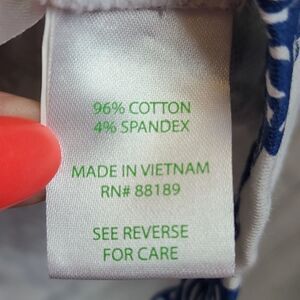 96% COTTON
4% SPANDEX
MADE IN VIETNAM
RN# 88189
SEE REVERSE
FOR CARE